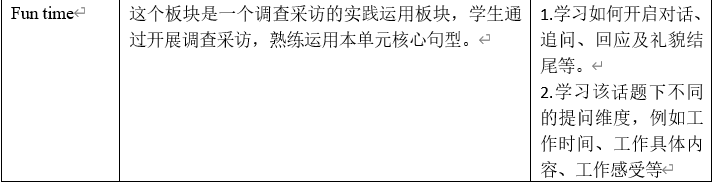 Fun time
这个板块是一个调查采访的实践运用板块，学生通
过开展调查采访，熟练运用本单元核心句型。
1.学习如何开启对话、
追问、回应及礼貌结
尾等。
2.学习该话题下不同
的提问维度，例如工
作时间、工作具体内
容、工作感受等